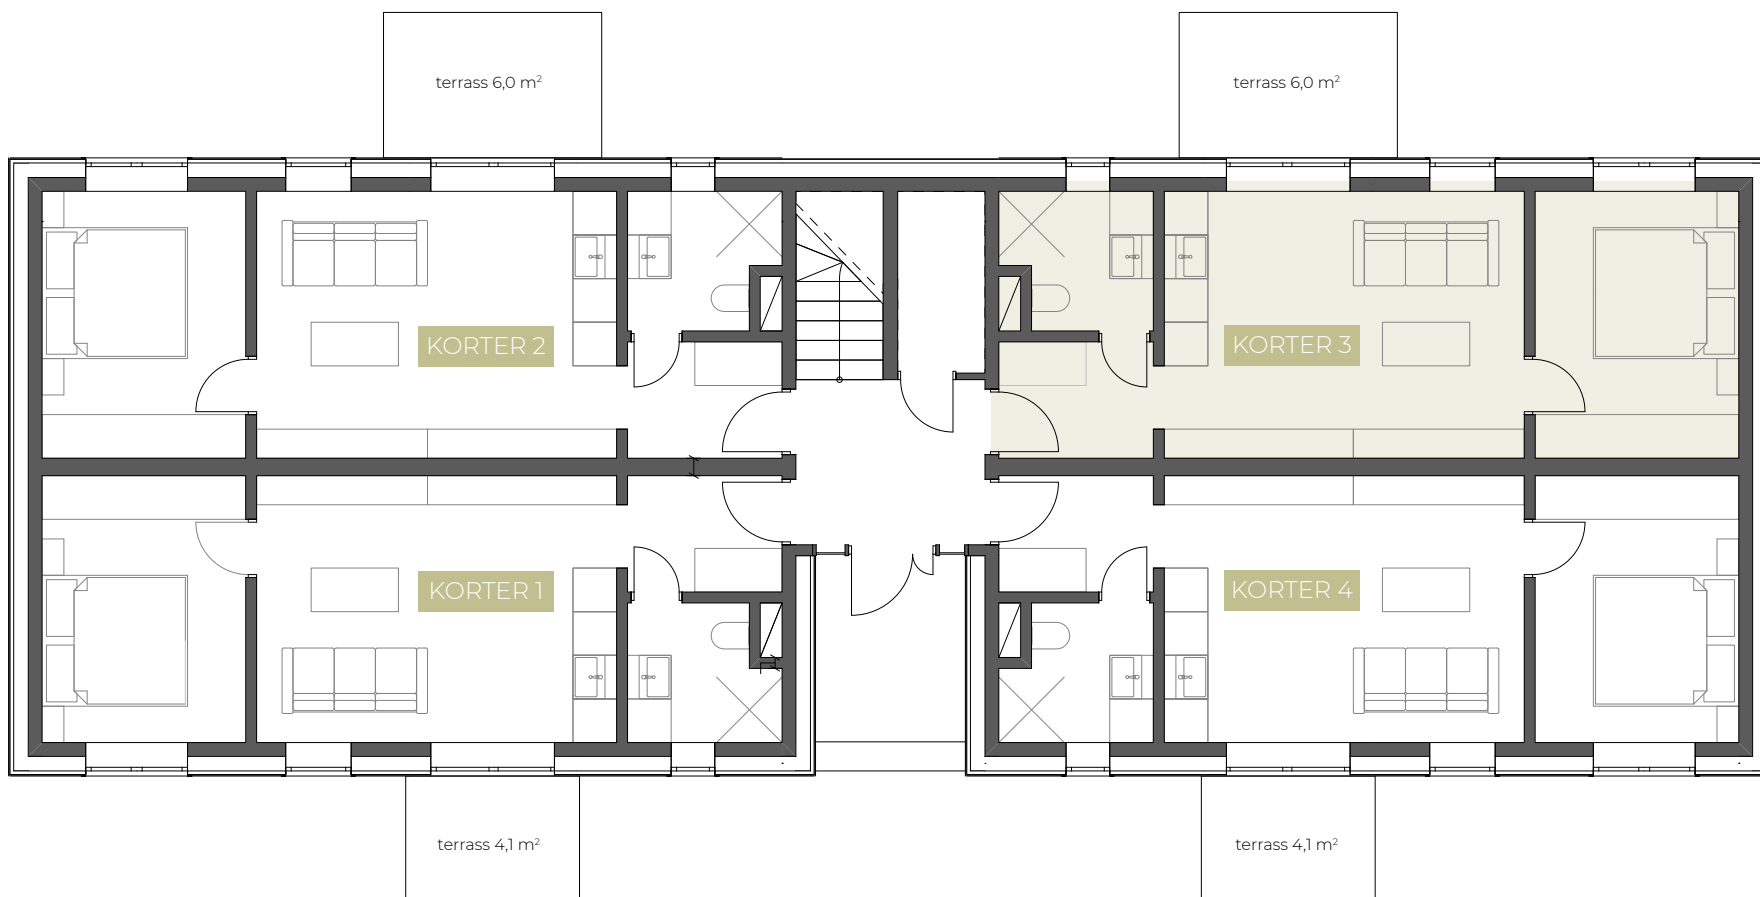 terrass 6,0 m²
terrass 6,0 m²
KORTER 2
KORTER 3
KORTER 1
KORTER 4
terrass 4,1 m²
terrass 4,1 m²